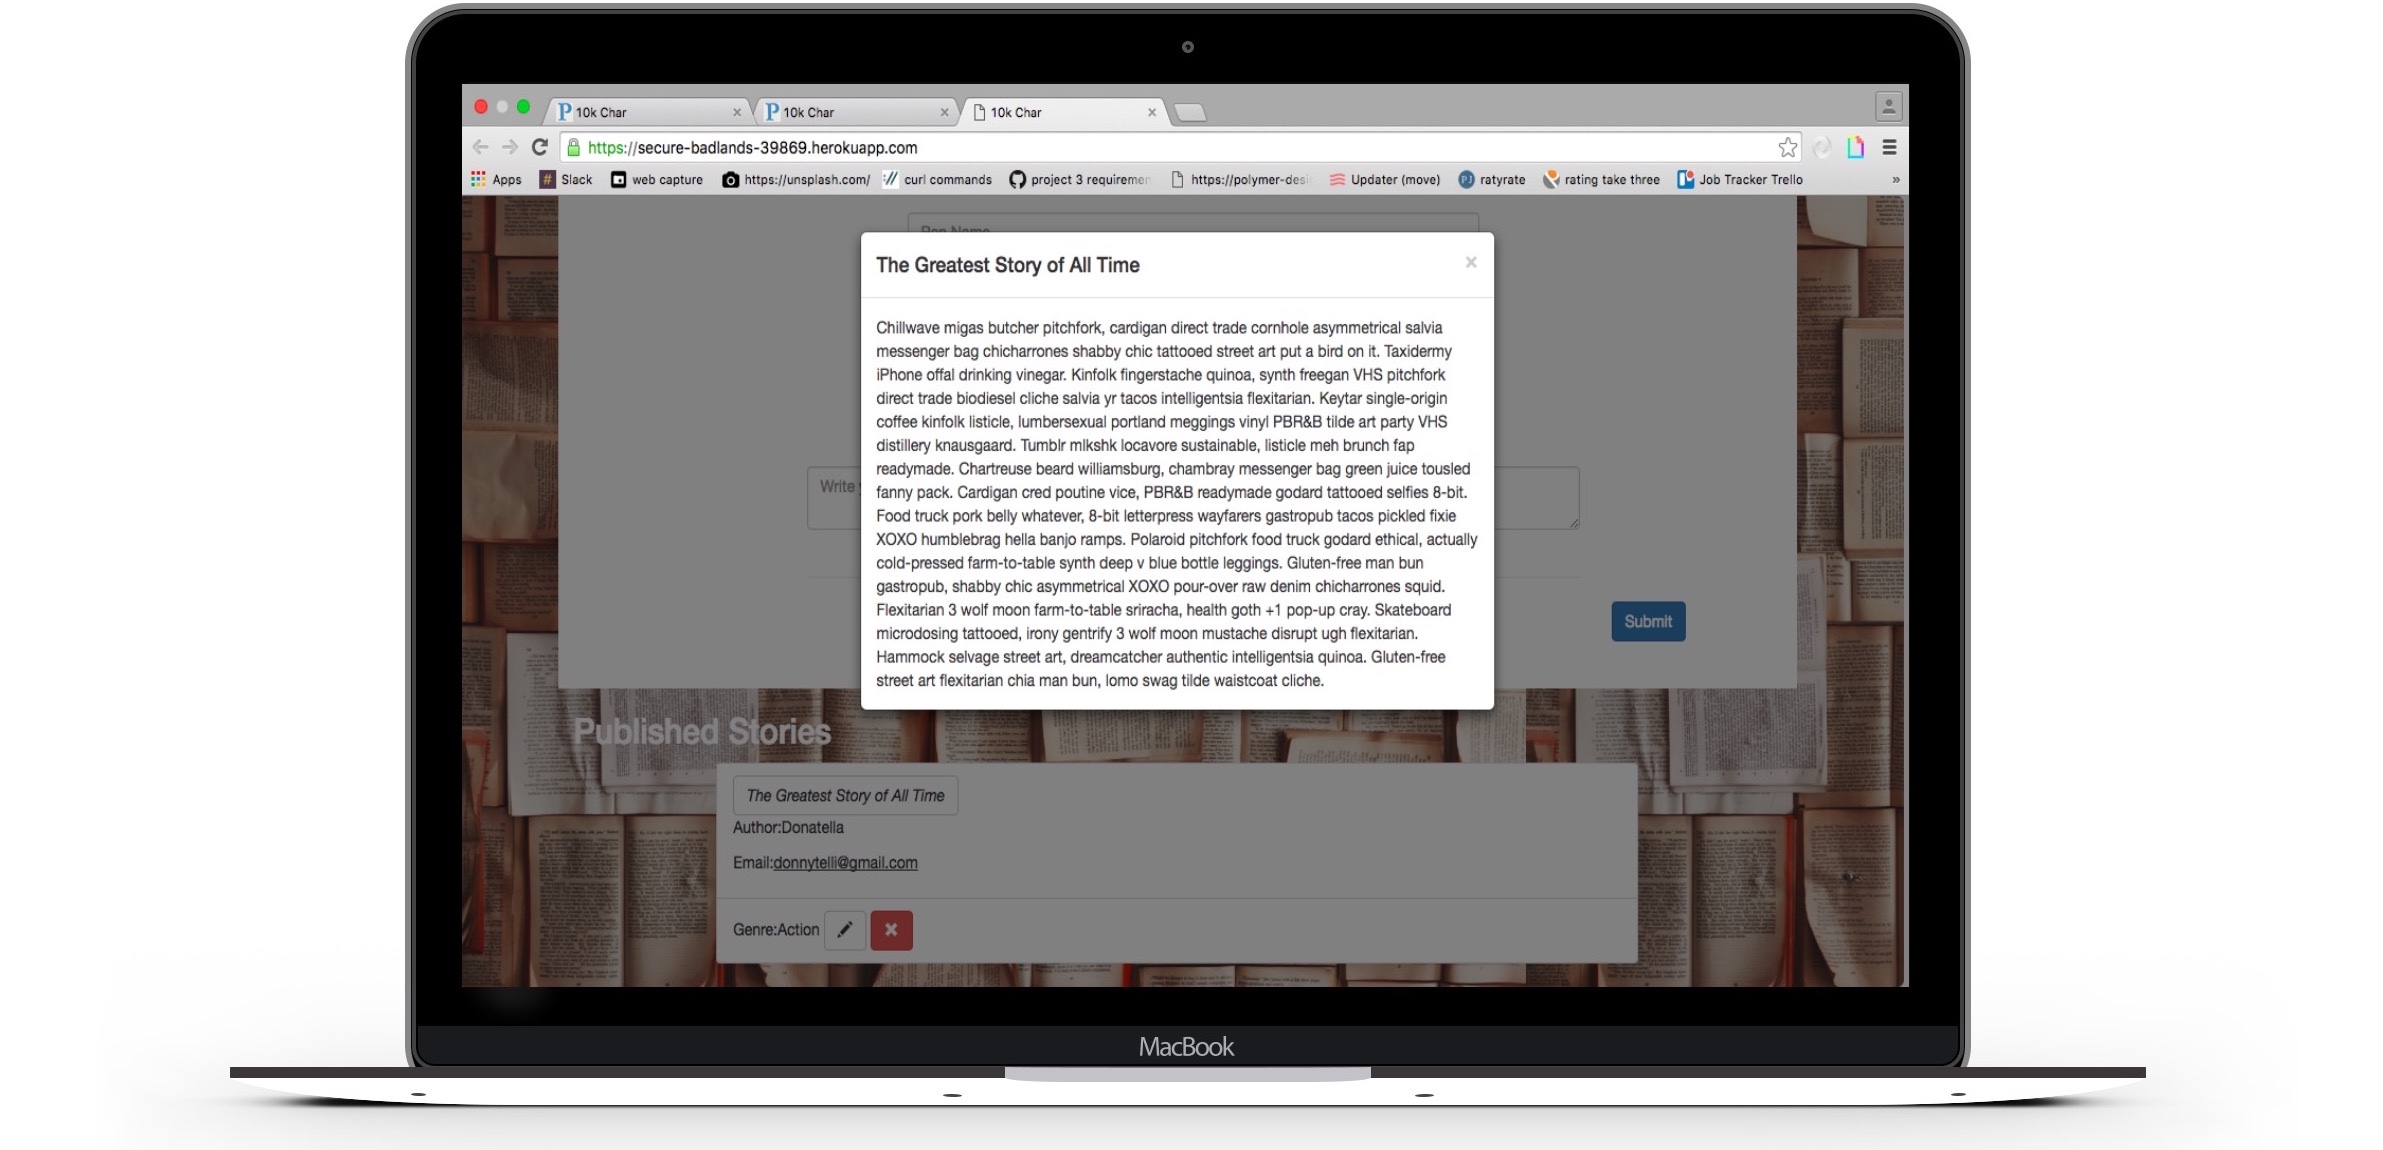 10k Char
10k Char
10k Char
https://secure-badlands-39869.herokuapp.com
Apps
Slack
web capture
https://unsplash.com/
curl commands
project 3 requiremen
https://polymer-desi
Updater (move)
ratyrate
rating take three
Job Tracker Trello
»
Pen Name
The Greatest Story of All Time
Chillwave migas butcher pitchfork, cardigan direct trade cornhole asymmetrical salvia
messenger bag chicharrones shabby chic tattooed street art put a bird on it. Taxidermy
iPhone offal drinking vinegar. Kinfolk fingerstache quinoa, synth freegan VHS pitchfork
direct trade biodiesel cliche salvia yr tacos intelligentsia flexitarian. Keytar single-origin
coffee kinfolk listicle, lumbersexual portland meggings vinyl PBR&B tilde art party VHS
distillery knausgaard. Tumblr mlkshk locavore sustainable, listicle meh brunch fap
readymade. Chartreuse beard williamsburg, chambray messenger bag green juice tousled
fanny pack. Cardigan cred poutine vice, PBR&B readymade godard tattooed selfies 8-bit.
Food truck pork belly whatever, 8-bit letterpress wayfarers gastropub tacos pickled fixie
XOXO humblebrag hella banjo ramps. Polaroid pitchfork food truck godard ethical, actually
cold-pressed farm-to-table synth deep v blue bottle leggings. Gluten-free man bun
gastropub, shabby chic asymmetrical XOXO pour-over raw denim chicharrones squid.
Flexitarian 3 wolf moon farm-to-table sriracha, health goth +1 pop-up cray. Skateboard
microdosing tattooed, irony gentrify 3 wolf moon mustache disrupt ugh flexitarian.
Hammock selvage street art, dreamcatcher authentic intelligentsia quinoa. Gluten-free
street art flexitarian chia man bun, lomo swag tilde waistcoat cliche.
Write
Submit
Published Stories
The Greatest Story of All Time
Author:Donatella
Email:donnytelli@gmail.com
Genre:Action
MacBook